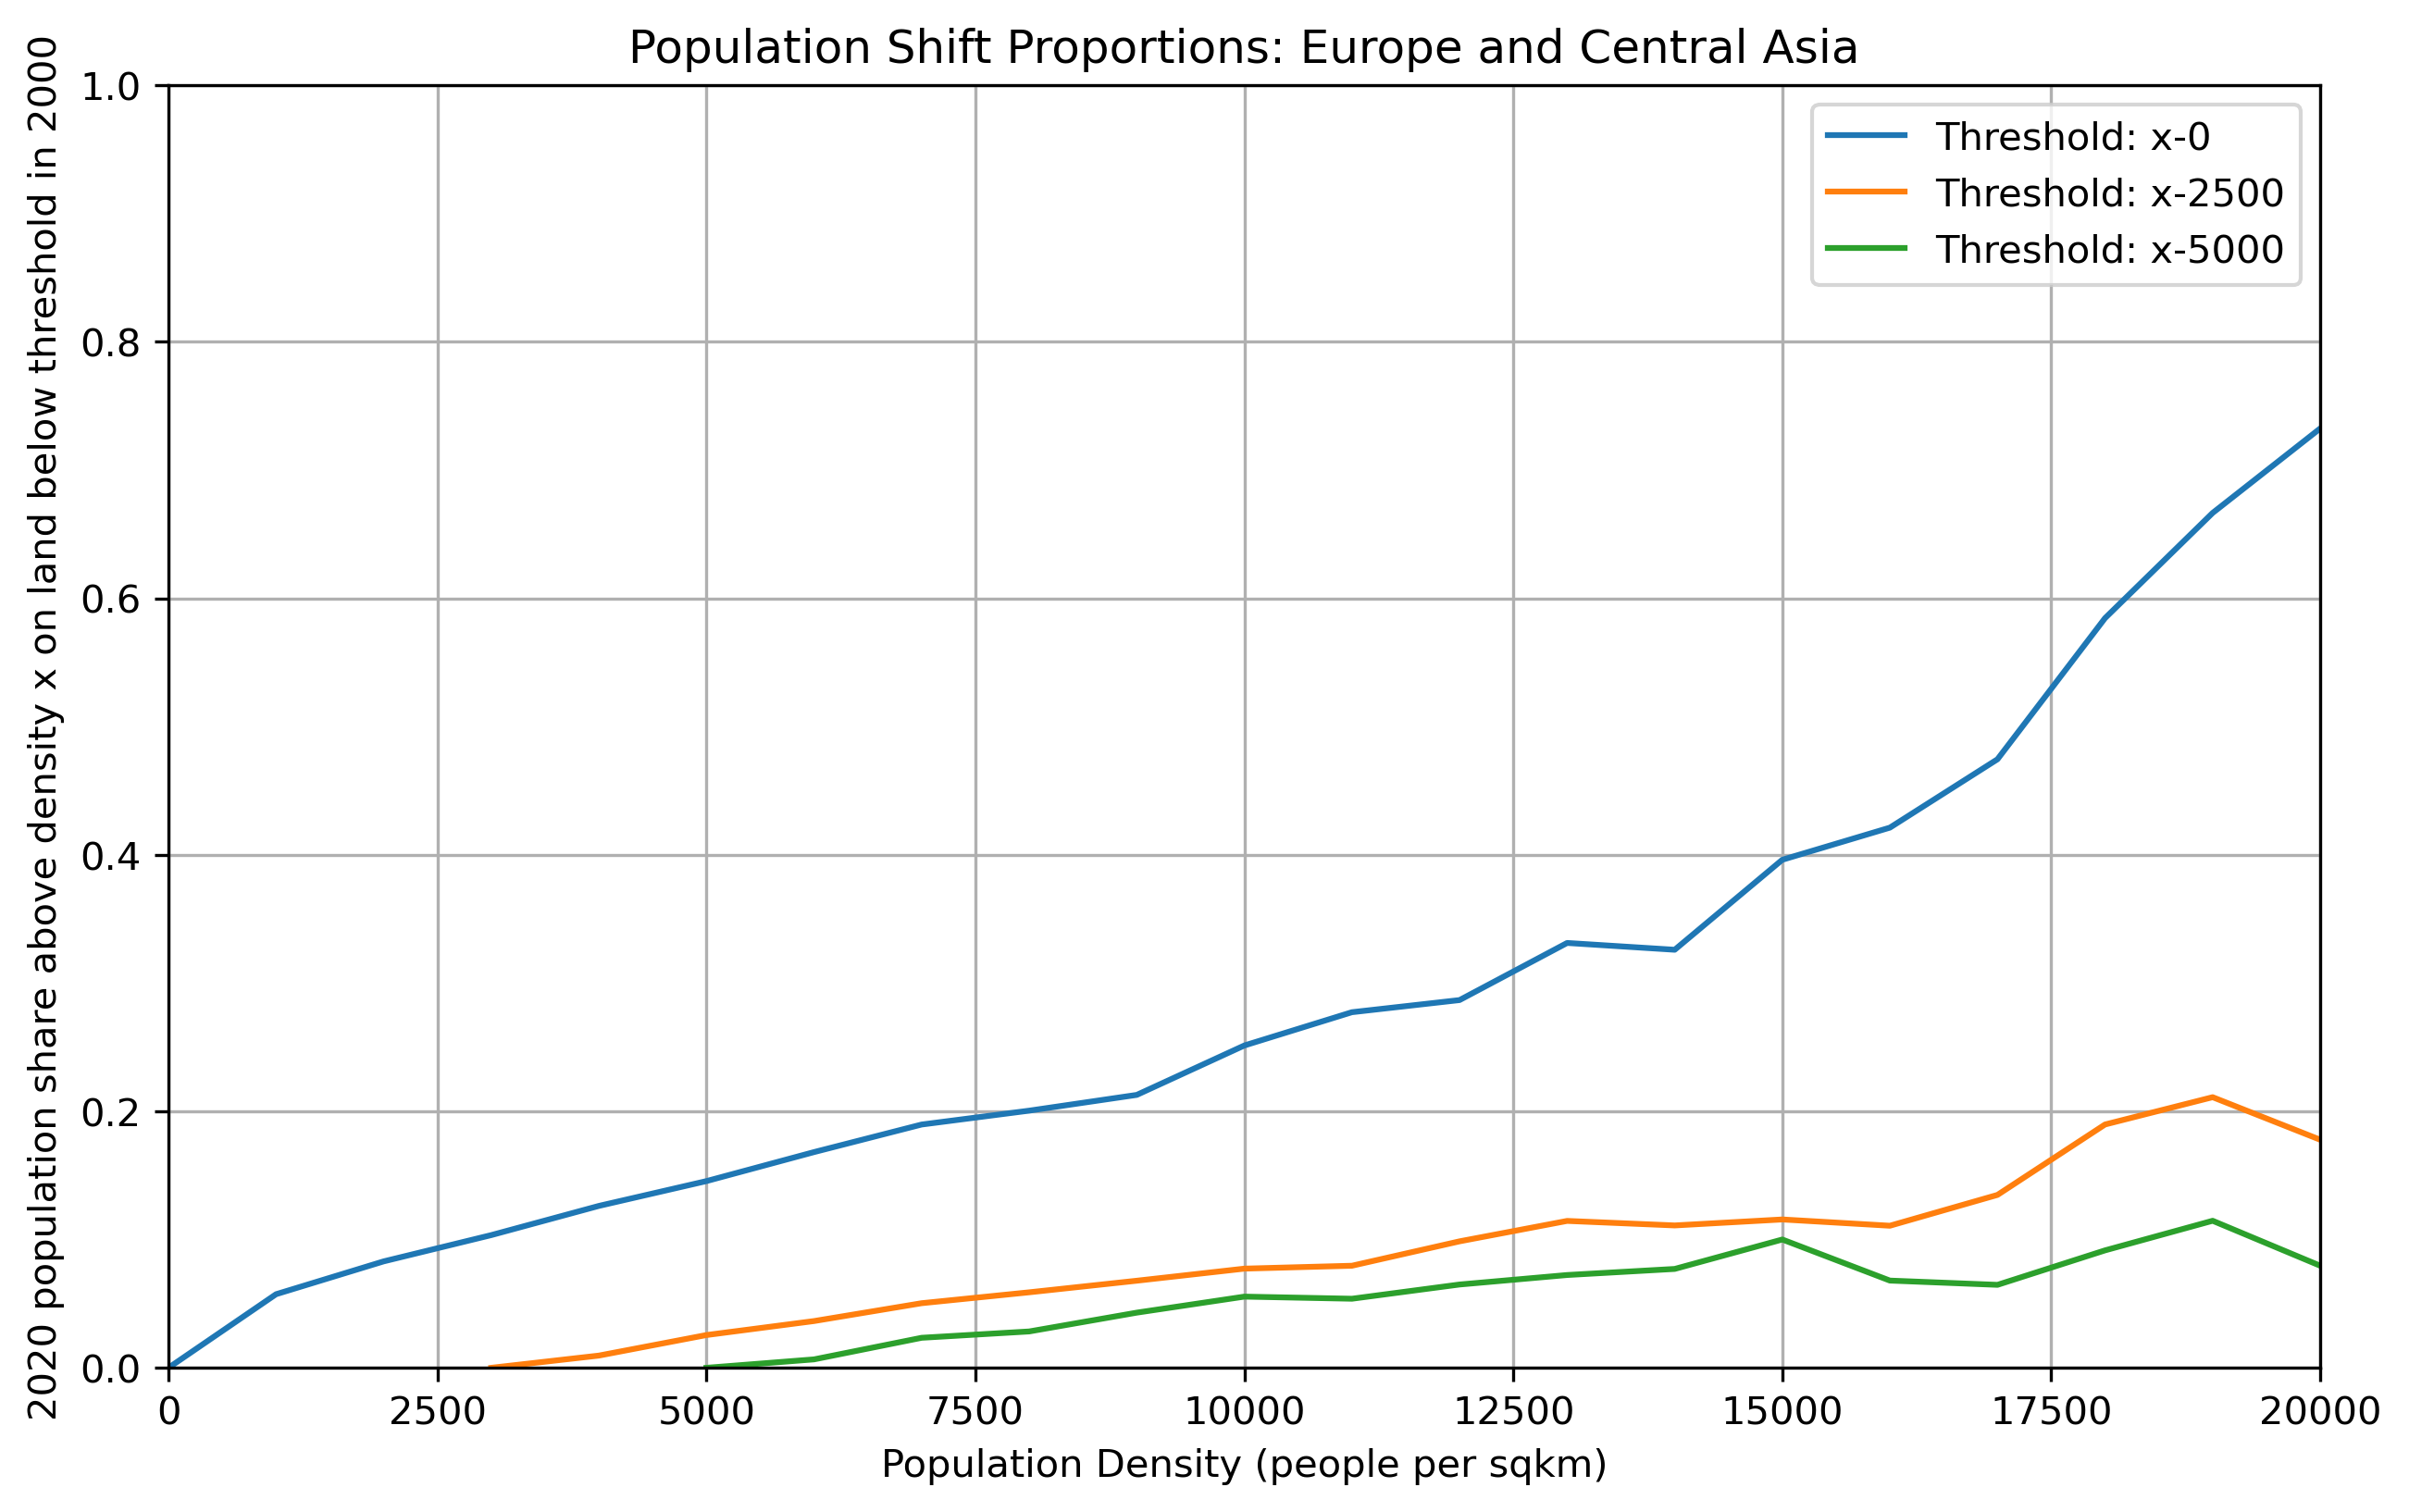 Population Shift Proportions: Europe and Central Asia
2020 population share above density x on land below threshold in 2000
1.0
0.8
0.6
0.4
0.2
0.0
Threshold: x-0
Threshold: x-2500
Threshold: x-5000
0 2500 5000 7500 10000 12500 15000 17500 20000
Population Density (people per sqkm)